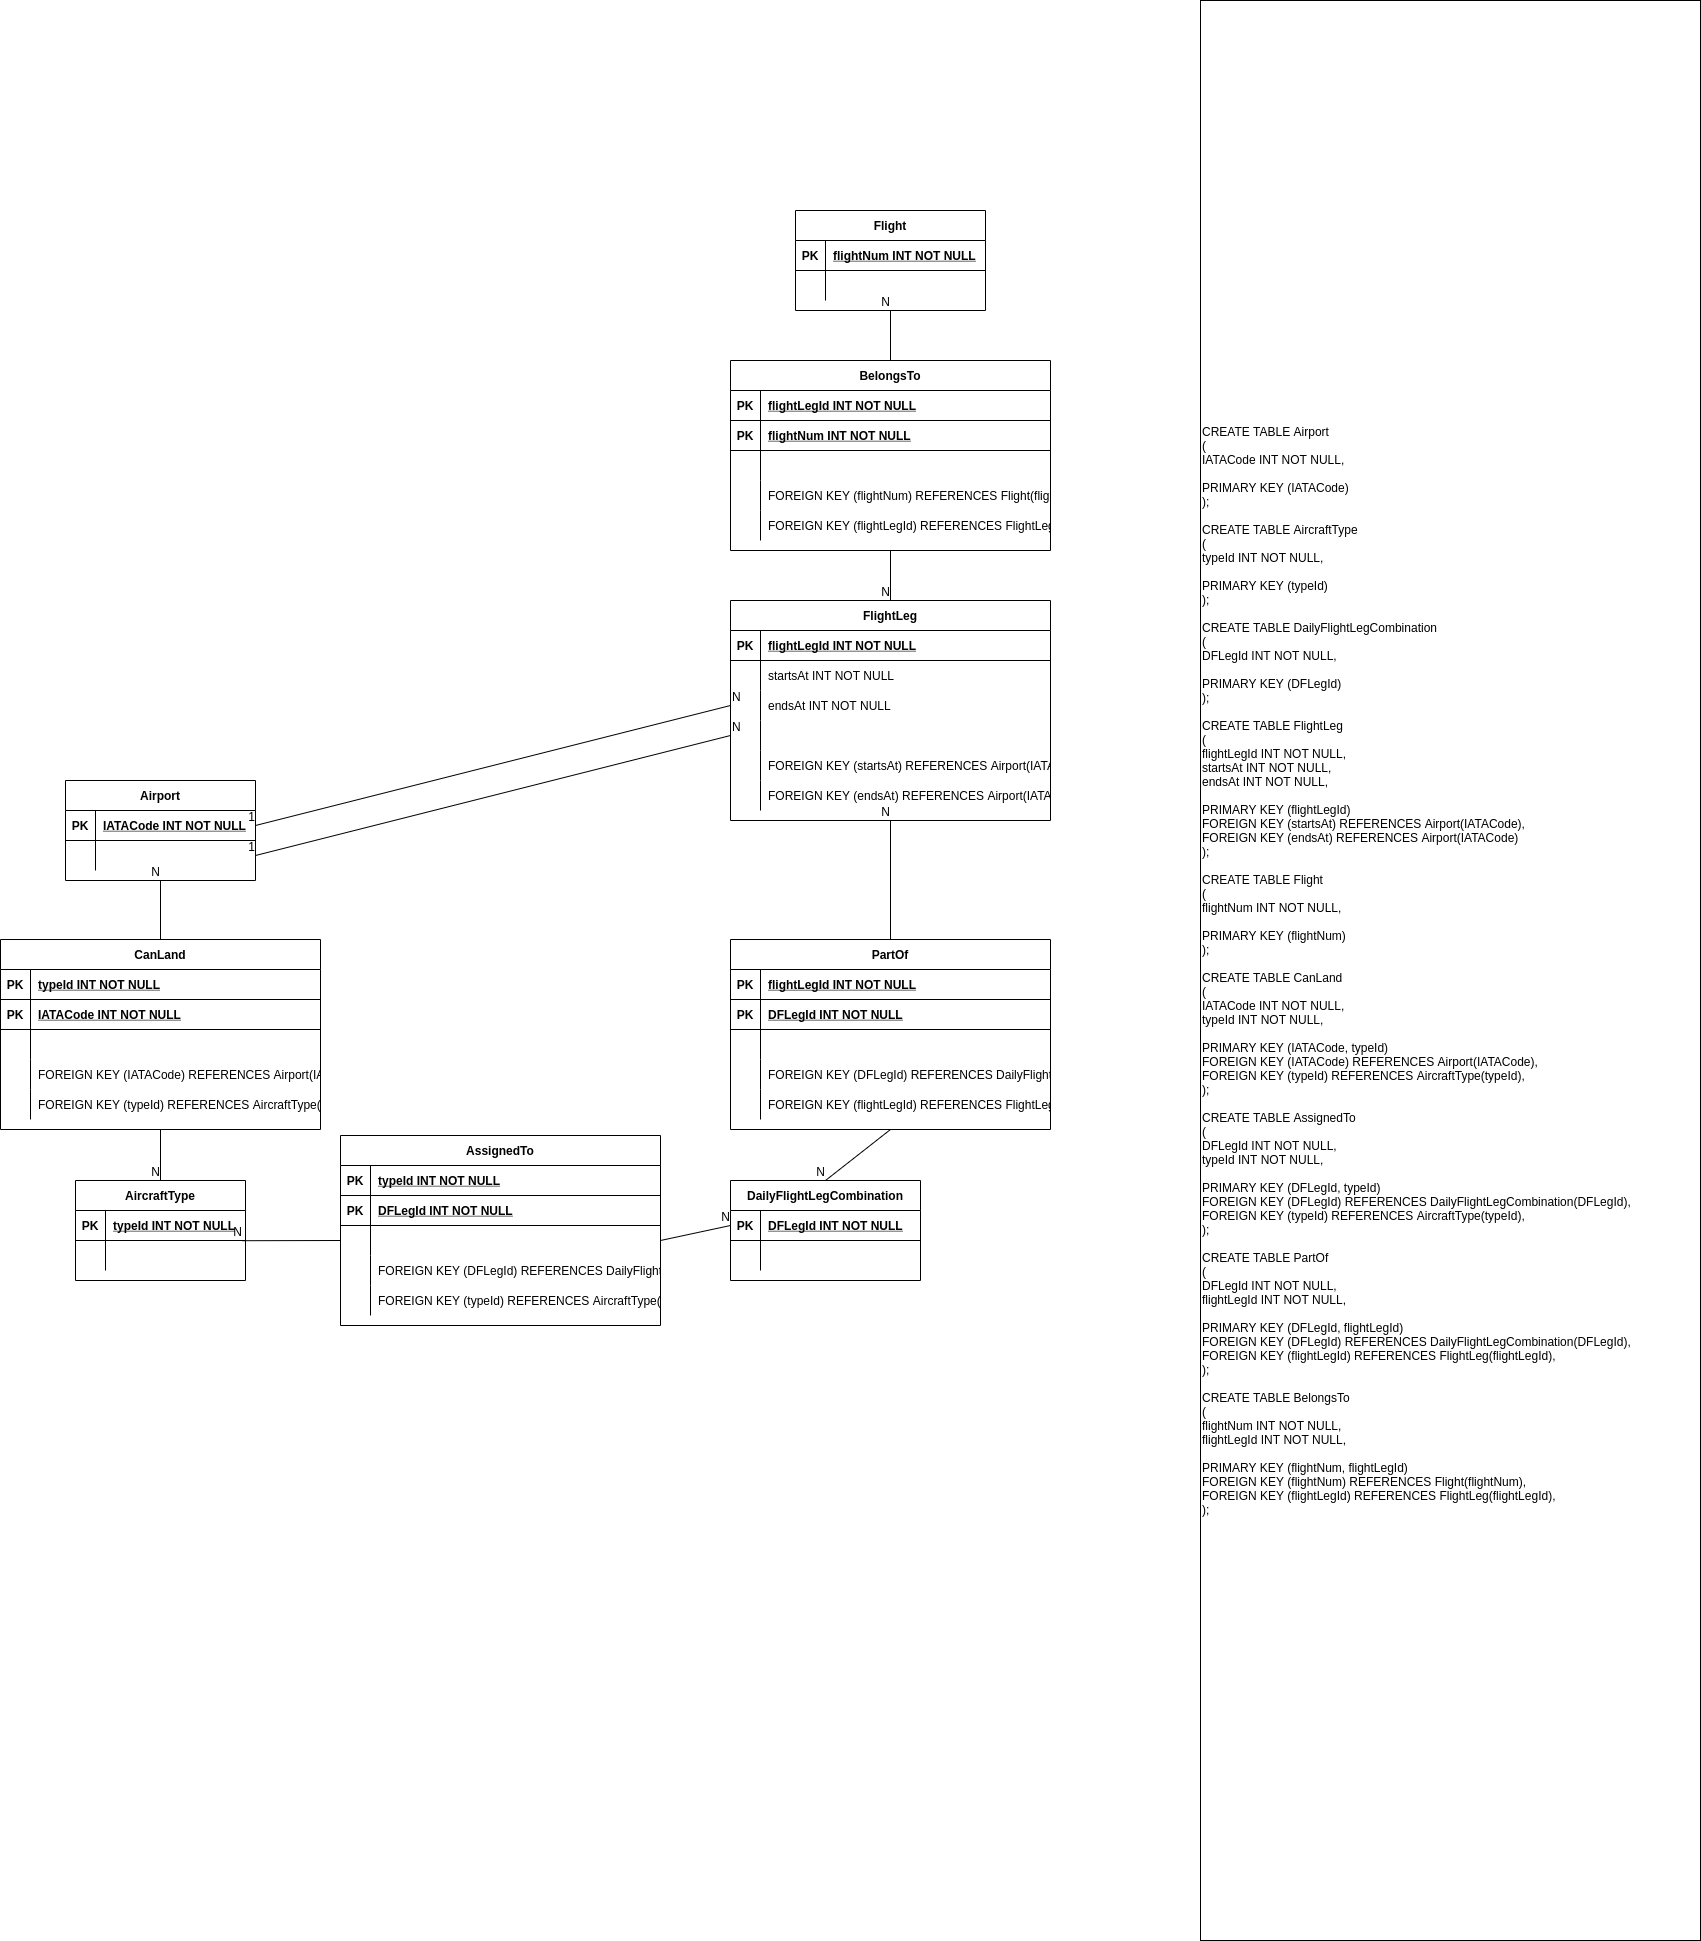 Flight
PK flightNum INT NOT NULL
N
BelongsTo
PK flightLegId INT NOT NULL
PK flightNum INT NOT NULL
FOREIGN KEY (flightNum) REFERENCES Flight(flig
FOREIGN KEY (flightLegId) REFERENCES FlightLeg
N
FlightLeg
PK flightLegId INT NOT NULL
startsAt INT NOT NULL
N
endsAt INT NOT NULL
N
FOREIGN KEY (startsAt) REFERENCES Airport(IATA
FOREIGN KEY (endsAt) REFERENCES Airport(IATA
N
Airport
1
PK IATACode INT NOT NULL
1
N
CanLand
PK typeId INT NOT NULL
PK IATACode INT NOT NULL
FOREIGN KEY (IATACode) REFERENCES Airport(IA
FOREIGN KEY (typeId) REFERENCES AircraftType(
N
PartOf
PK flightLegId INT NOT NULL
PK DFLegId INT NOT NULL
FOREIGN KEY (DFLegId) REFERENCES DailyFlight
FOREIGN KEY (flightLegId) REFERENCES FlightLeg
N
AircraftType
PK typeId INT NOT NULL
N
AssignedTo
PK typeId INT NOT NULL
PK DFLegId INT NOT NULL
FOREIGN KEY (DFLegId) REFERENCES DailyFlight
FOREIGN KEY (typeId) REFERENCES AircraftType(
DailyFlightLegCombination
N
PK DFLegId INT NOT NULL
CREATE TABLE Airport
(
IATACode INT NOT NULL,
PRIMARY KEY (IATACode)
);
CREATE TABLE AircraftType
(
typeId INT NOT NULL,
PRIMARY KEY (typeId)
);
CREATE TABLE DailyFlightLegCombination
(
DFLegId INT NOT NULL,
PRIMARY KEY (DFLegId)
);
CREATE TABLE FlightLeg
(
flightLegId INT NOT NULL,
startsAt INT NOT NULL,
endsAt INT NOT NULL,
PRIMARY KEY (flightLegId)
FOREIGN KEY (startsAt) REFERENCES Airport(IATACode),
FOREIGN KEY (endsAt) REFERENCES Airport(IATACode)
);
CREATE TABLE Flight
(
flightNum INT NOT NULL,
PRIMARY KEY (flightNum)
);
CREATE TABLE CanLand
(
IATACode INT NOT NULL,
typeId INT NOT NULL,
PRIMARY KEY (IATACode, typeId)
FOREIGN KEY (IATACode) REFERENCES Airport(IATACode),
FOREIGN KEY (typeId) REFERENCES AircraftType(typeId),
);
CREATE TABLE AssignedTo
(
DFLegId INT NOT NULL,
typeId INT NOT NULL,
PRIMARY KEY (DFLegId, typeId)
FOREIGN KEY (DFLegId) REFERENCES DailyFlightLegCombination(DFLegId),
FOREIGN KEY (typeId) REFERENCES AircraftType(typeId),
);
CREATE TABLE PartOf
(
DFLegId INT NOT NULL,
flightLegId INT NOT NULL,
PRIMARY KEY (DFLegId, flightLegId)
FOREIGN KEY (DFLegId) REFERENCES DailyFlightLegCombination(DFLegId),
FOREIGN KEY (flightLegId) REFERENCES FlightLeg(flightLegId),
);
CREATE TABLE BelongsTo
(
flightNum INT NOT NULL,
flightLegId INT NOT NULL,
PRIMARY KEY (flightNum, flightLegId)
FOREIGN KEY (flightNum) REFERENCES Flight(flightNum),
FOREIGN KEY (flightLegId) REFERENCES FlightLeg(flightLegId),
);